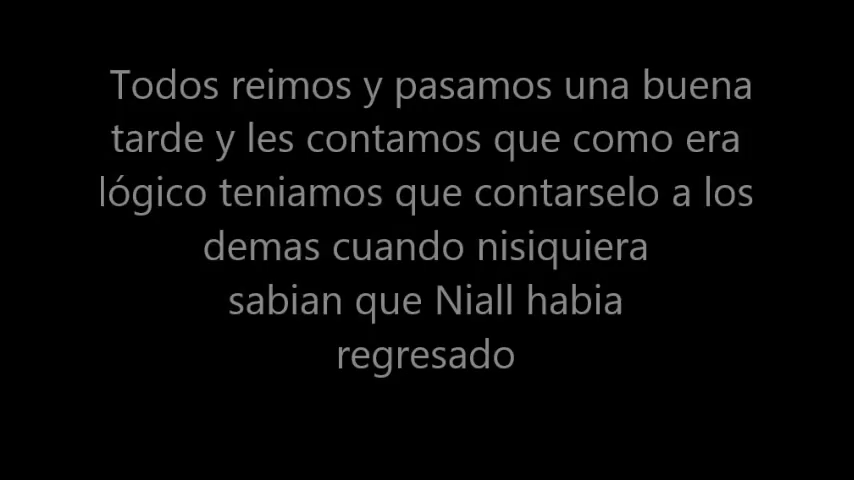 Todos reimos y pasamos una buena
tarde y les contamos que como era
lógico teniamos que contarselo a los
demas cuando nisiquiera
sabian que Niall habia
regresado